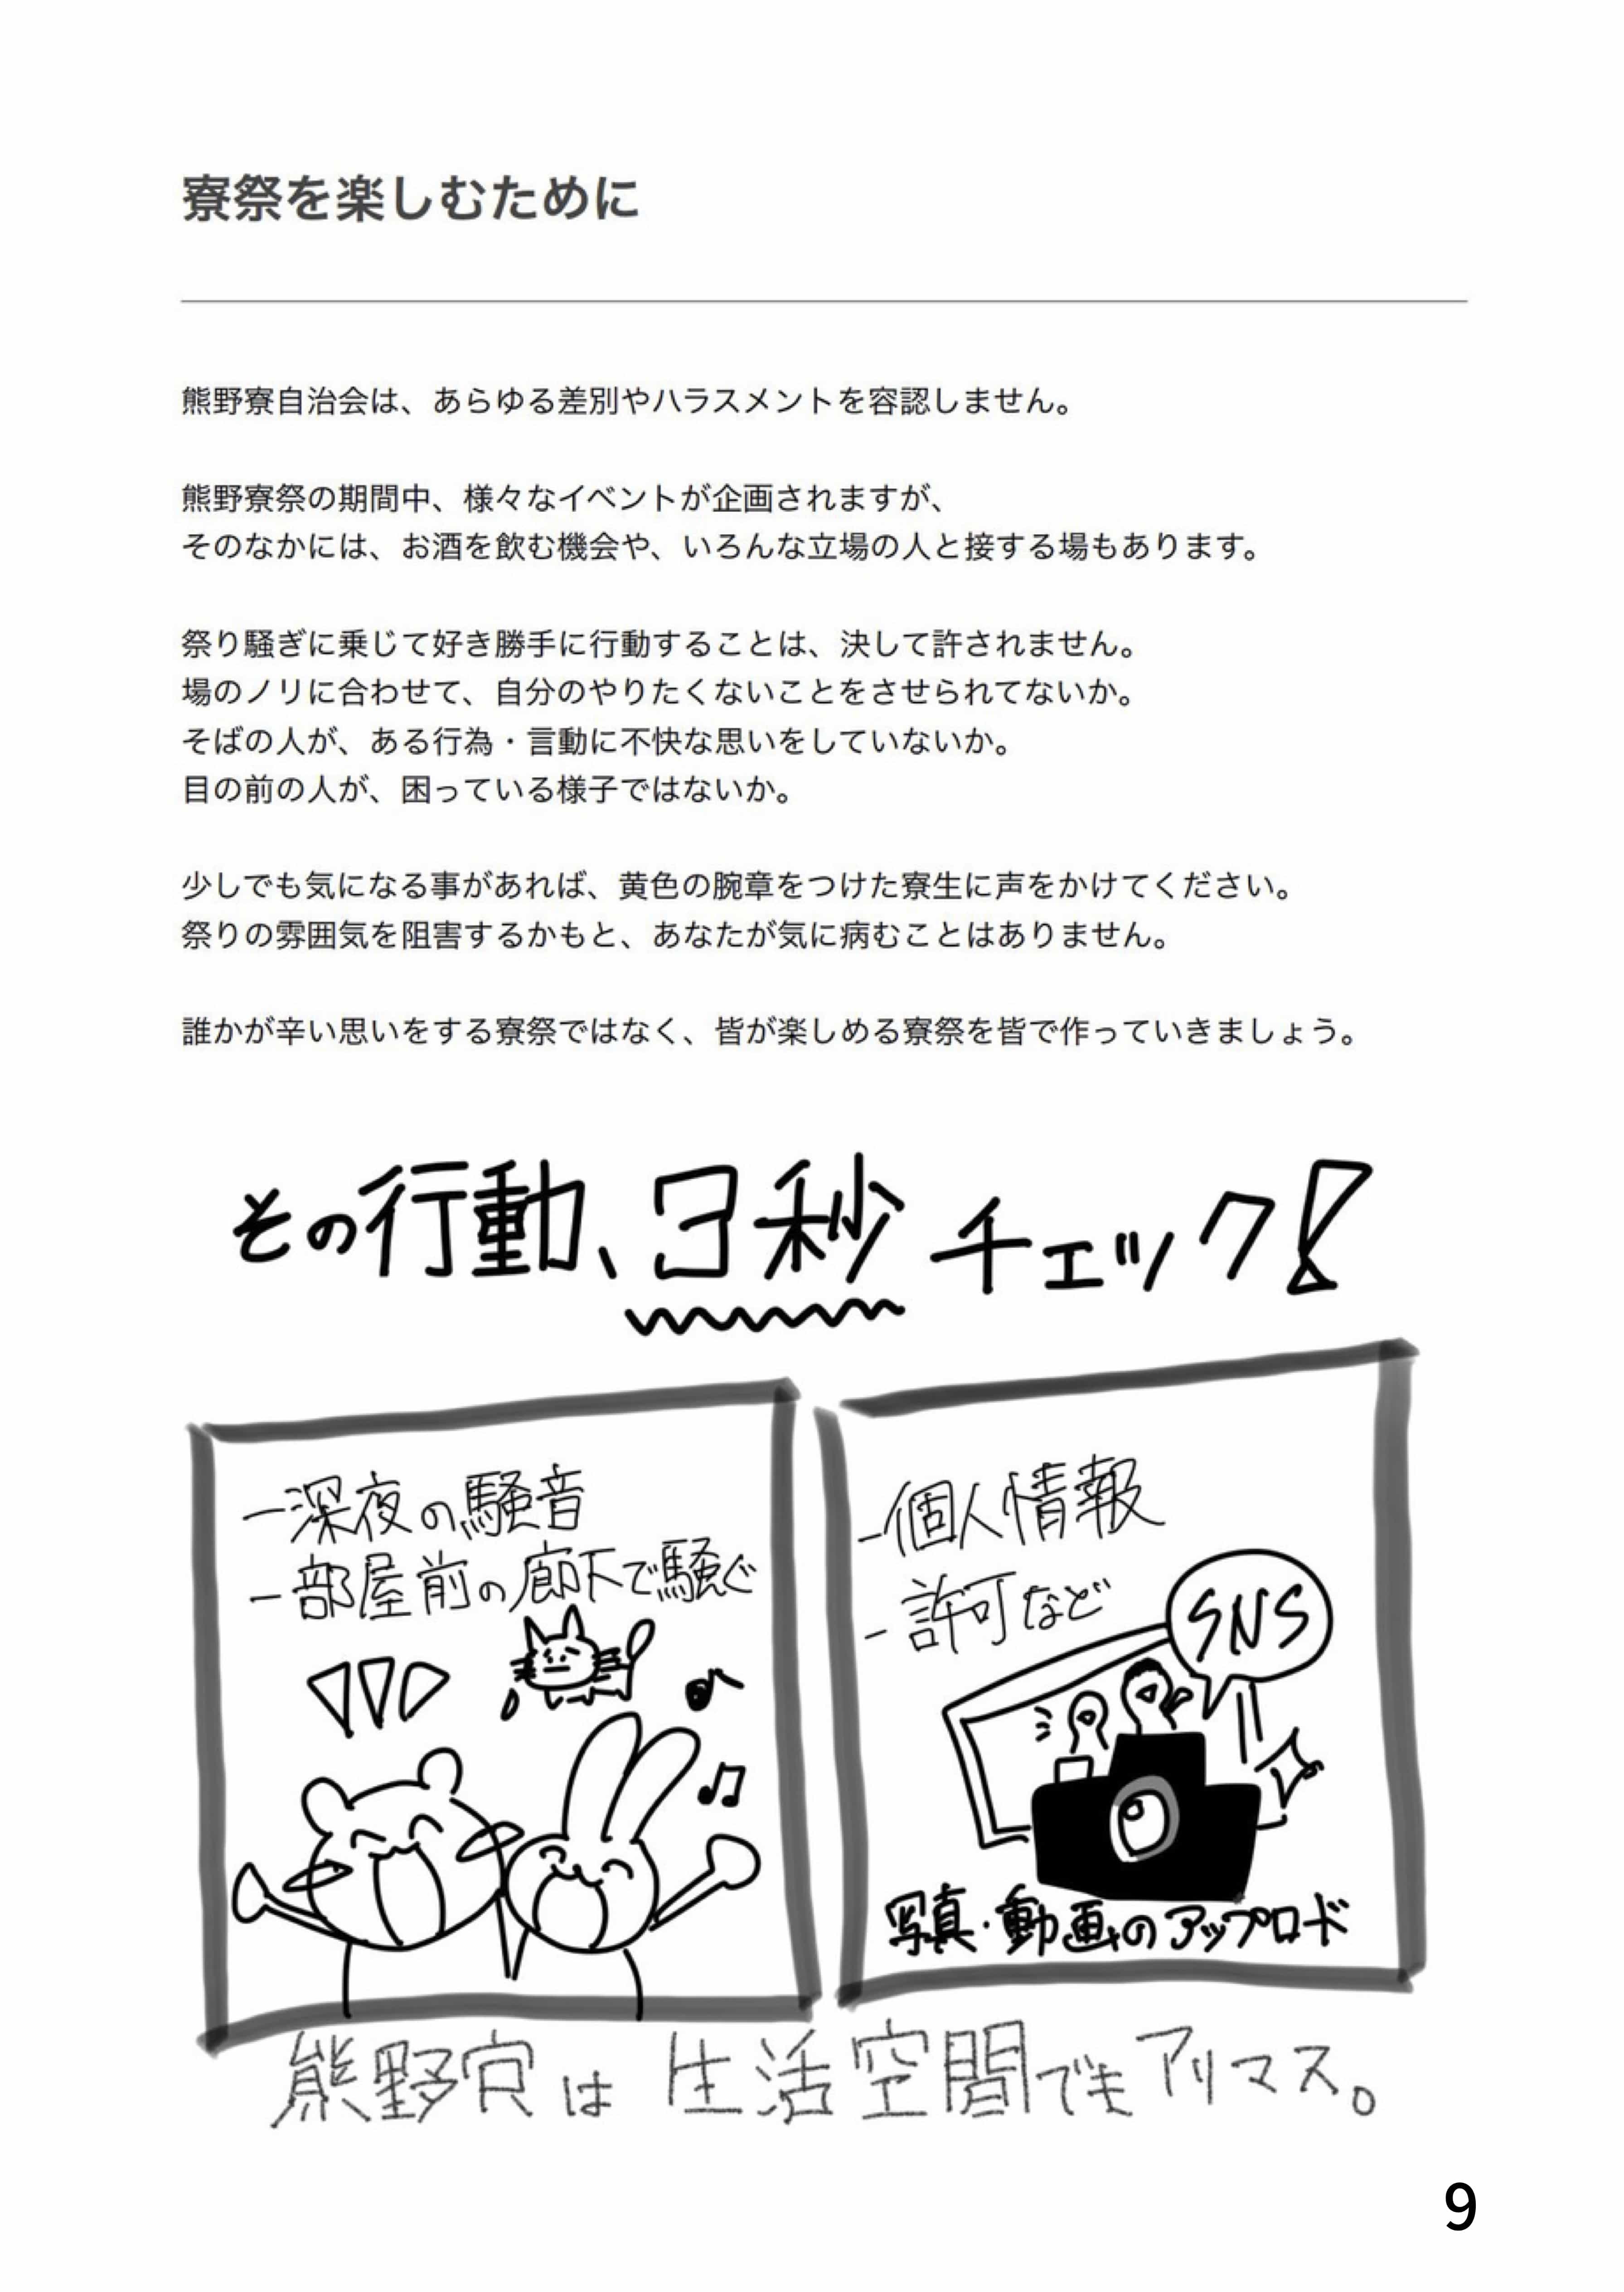 寮祭を楽しむために
熊野寮自治会は、あらゆる差別やハラスメントを容認しません。
熊野寮祭の期間中、様々なイベントが企画されますが、
そのなかには、お酒を飲む機会や、いろんな立場の人と接する場もあります。
祭り騒ぎに乗じて好き勝手に行動することは、決して許されません。
場のノリに合わせて、自分のやりたくないことをさせられてないか。
そばの人が、ある行為・言動に不快な思いをしていないか。
目の前の人が、困っている様子ではないか。
少しでも気になる事があれば、黄色の腕章をつけた寮生に声をかけてください。
祭りの雰囲気を阻害するかもと、あなたが気に病むことはありません。
誰かが辛い思いをする寮祭ではなく、皆が楽しめる寮祭を皆で作っていきましょう。
その行動、3秒チェック!
-深夜の騒音
-部屋前の廊下で騒ぐ
-個人情報
-許可など
SNS
写真・動画のアップロード
熊野穴は生活空間でもアリマス。
9